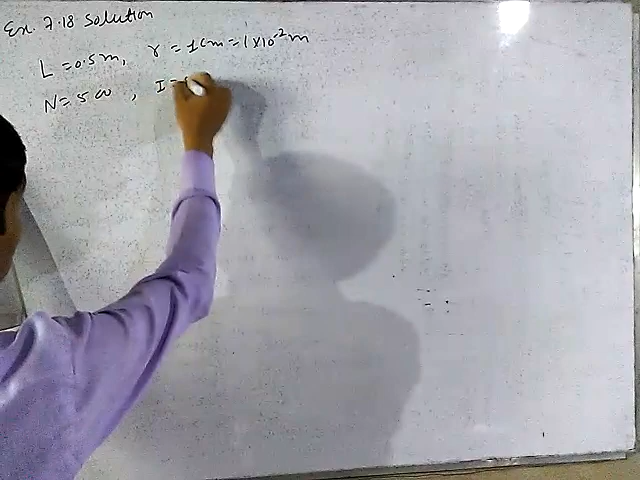 Ex. 7.18 Solution
L = 0.5m, r = 1cm = 1×10⁻²m
N = 500, I =